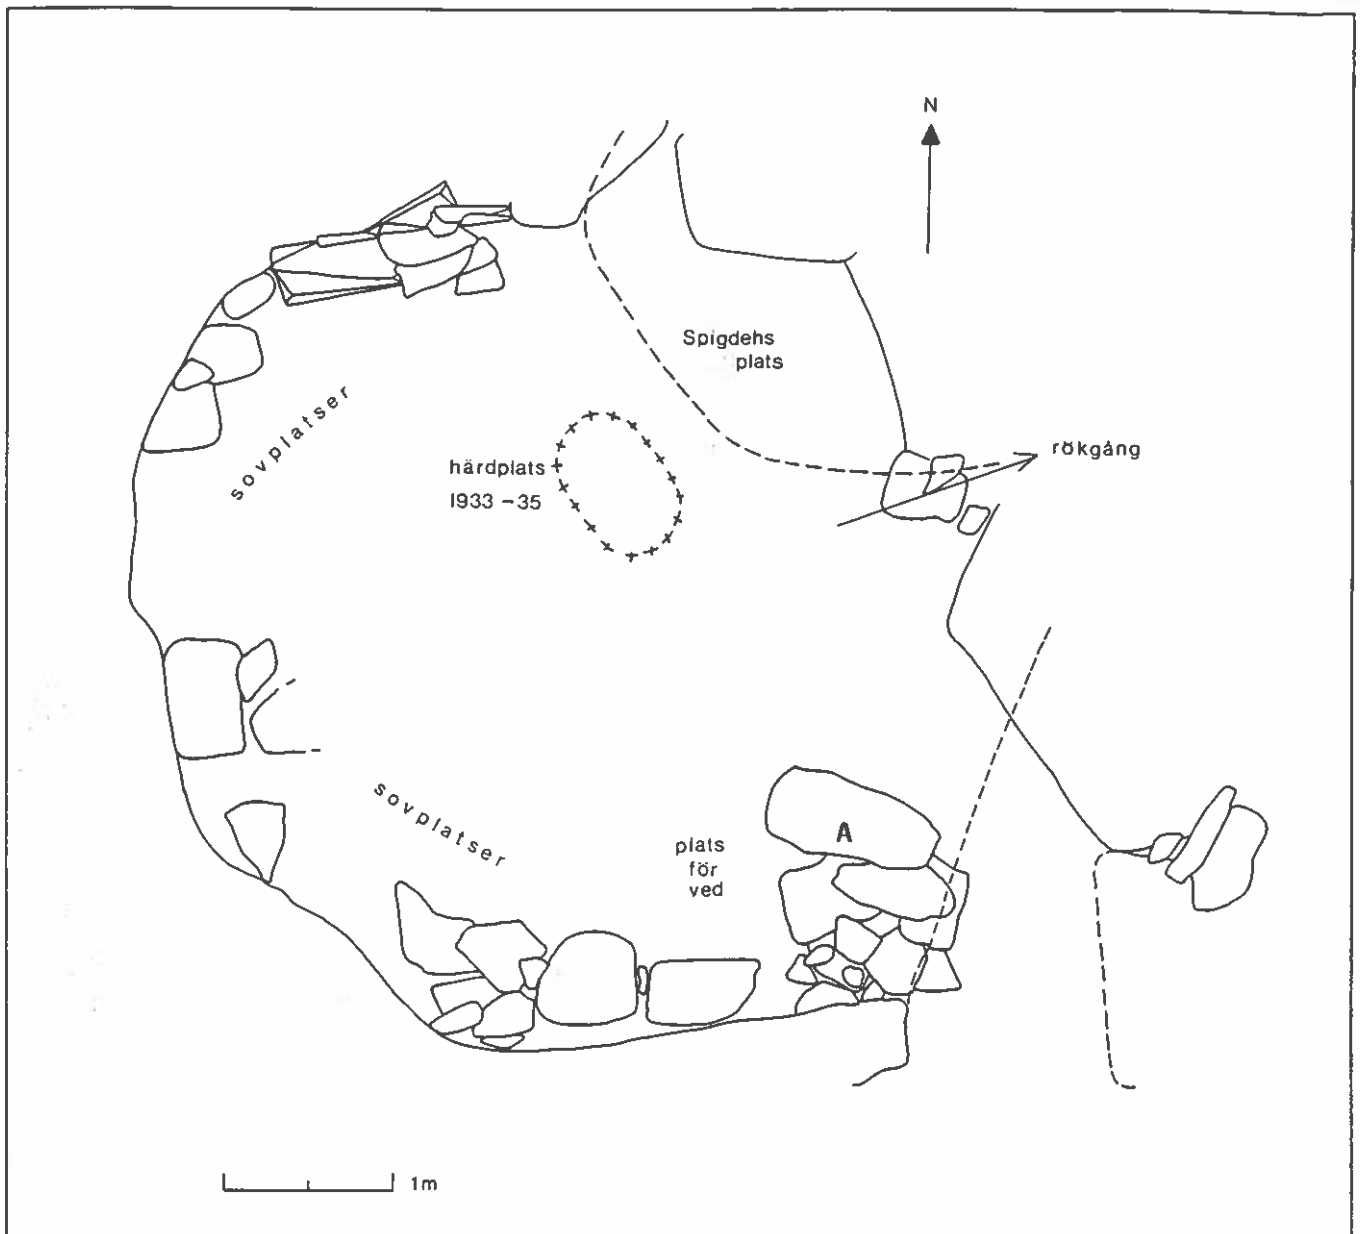 N
Spigdehs
plats
sovplatser
härdplats
1933-35
rökgång
sovplatser
A
plats
för
ved
1m